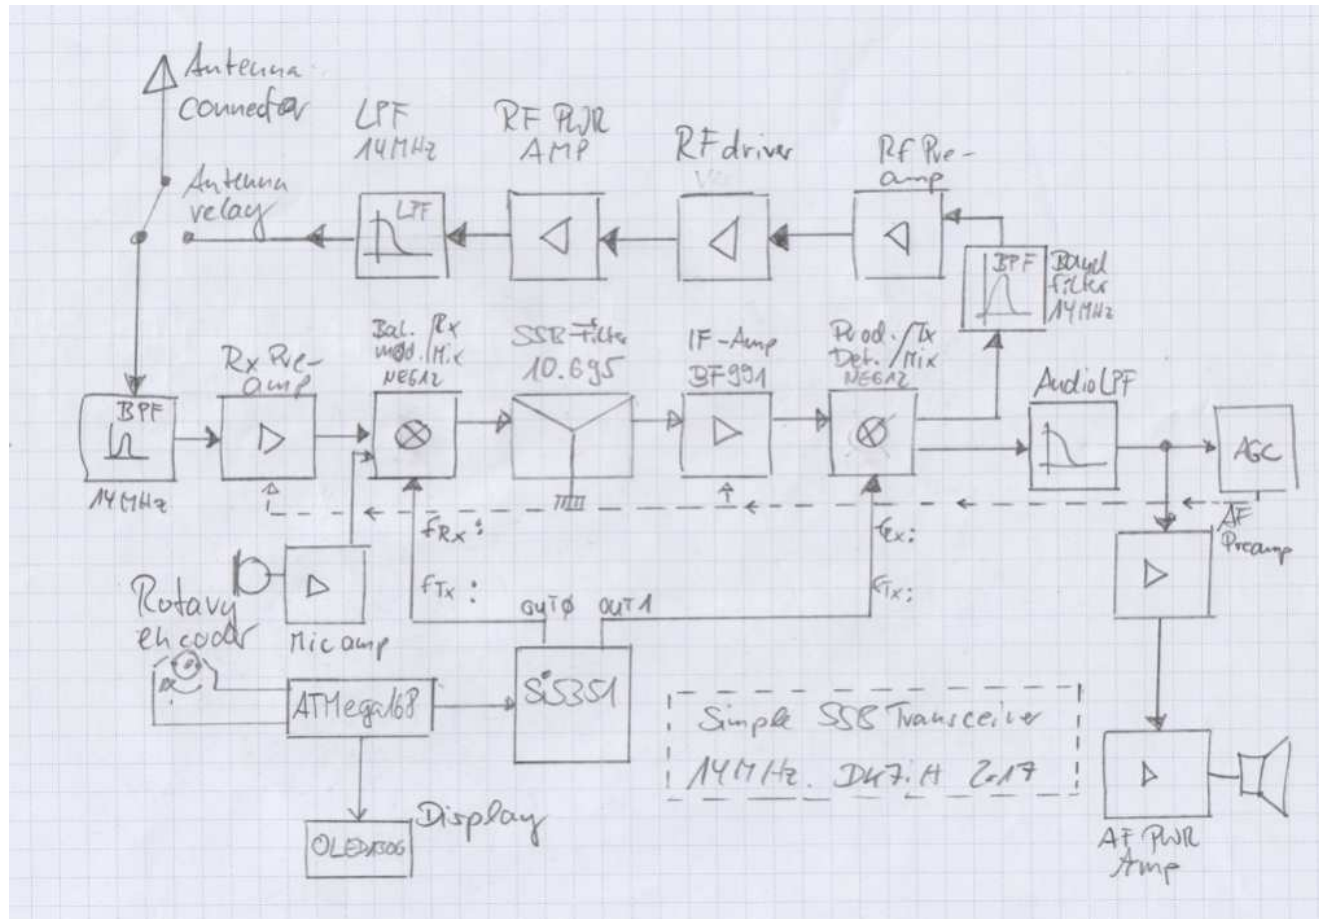 Antenna
connector
LPF
14MHz
RF PWR
AMP
RF driver
Rf Pre-
amp
Antenna
relay
LPF
BPF
Band
filter
14MHz
Bal. /Rx
mod./Mix
NE612
SSB-Filter
10.695
IF-Amp
BF991
Prod./Tx
Det./Mix
NE612
Rx Pre-
amp
Audio LPF
BPF
AGC
14MHz
fRx:
fTx:
fRx:
fTx:
AF
Preamp
Rotary
encoder
Mic amp
OUT0 OUT1
ATMega168
Si5351
Simple SSB Transceiver
14MHz. DK7iH 2017
Display
OLED1306
AF PWR
Amp